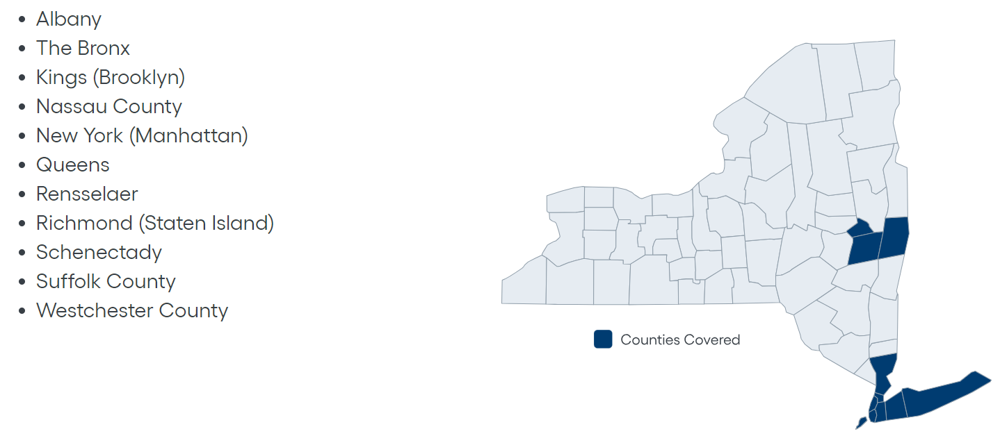 Albany
The Bronx
Kings (Brooklyn)
Nassau County
New York (Manhattan)
Queens
Rensselaer
Richmond (Staten Island)
Schenectady
Suffolk County
Westchester County
Counties Covered